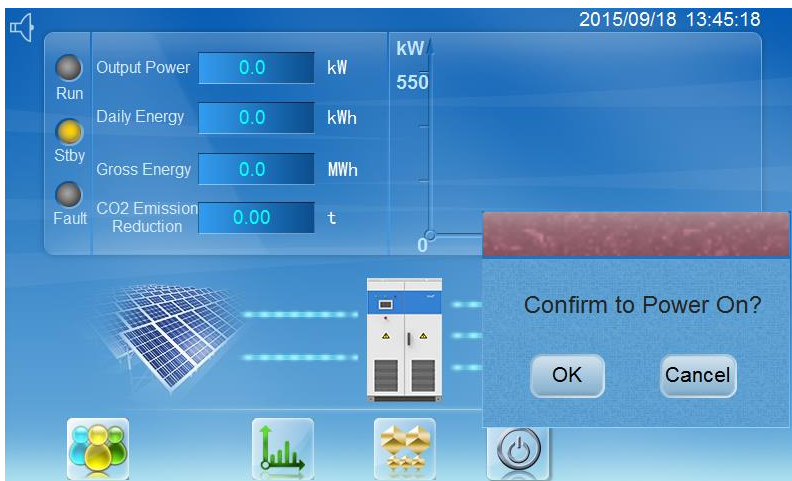 2015/09/18 13:45:18
Run
Stby
Fault
Output Power 0.0 kW
Daily Energy 0.0 kWh
Gross Energy 0.0 MWh
CO2 Emission
Reduction 0.00 t
kW
550
0
Confirm to Power On?
OK Cancel